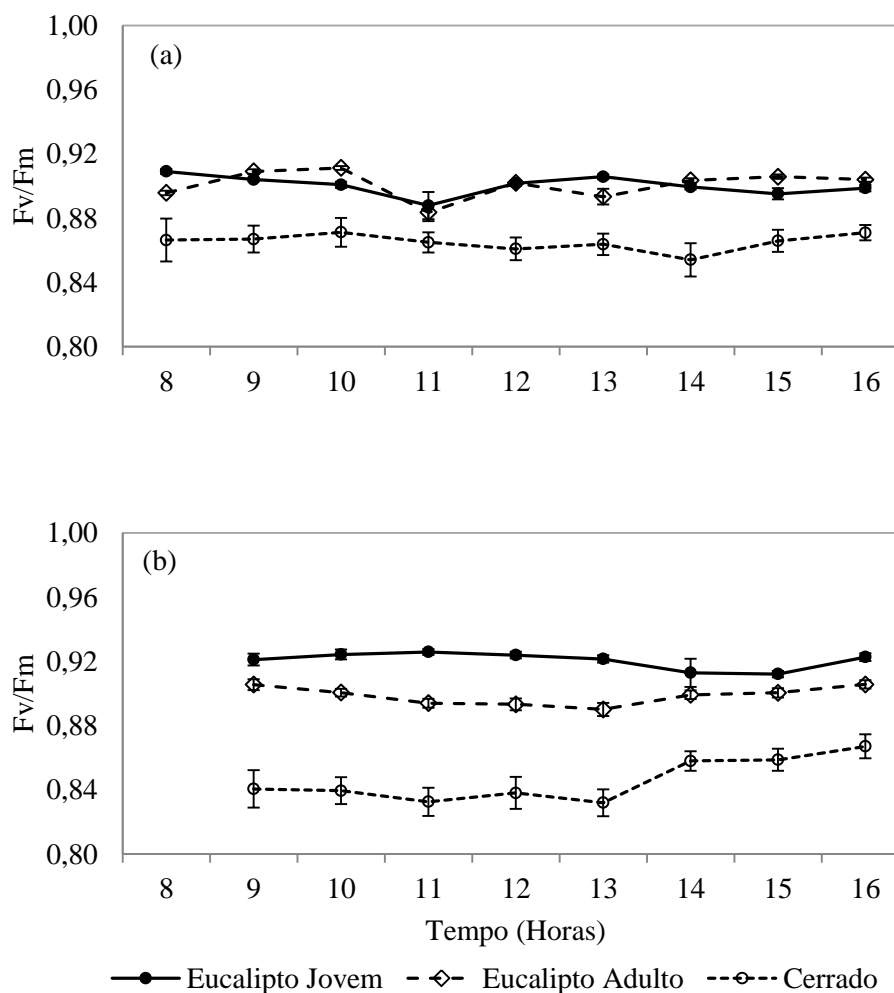 1,00
(a)
0,96
0,92
Fv/Fm
0,88
0,84
0,80
8 9 10 11 12 13 14 15 16
1,00
(b)
0,96
0,92
Fv/Fm
0,88
0,84
0,80
8 9 10 11 12 13 14 15 16
Tempo (Horas)
Eucalipto Jovem Eucalipto Adulto Cerrado